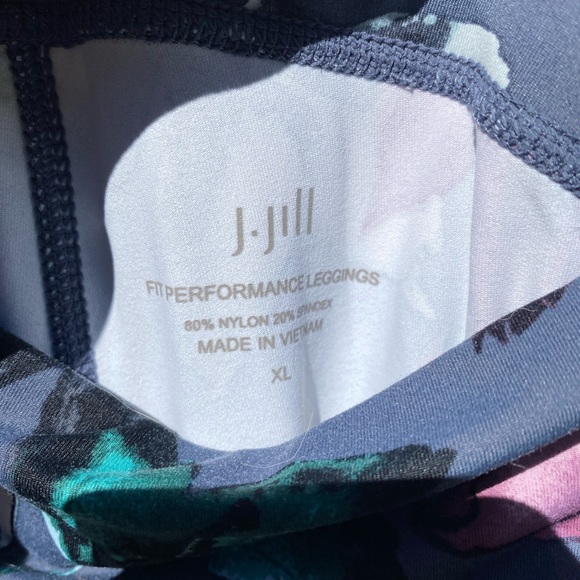 J.Jill
FIT PERFORMANCE LEGGINGS
80% NYLON 20% SPANDEX
MADE IN VIETNAM
XL